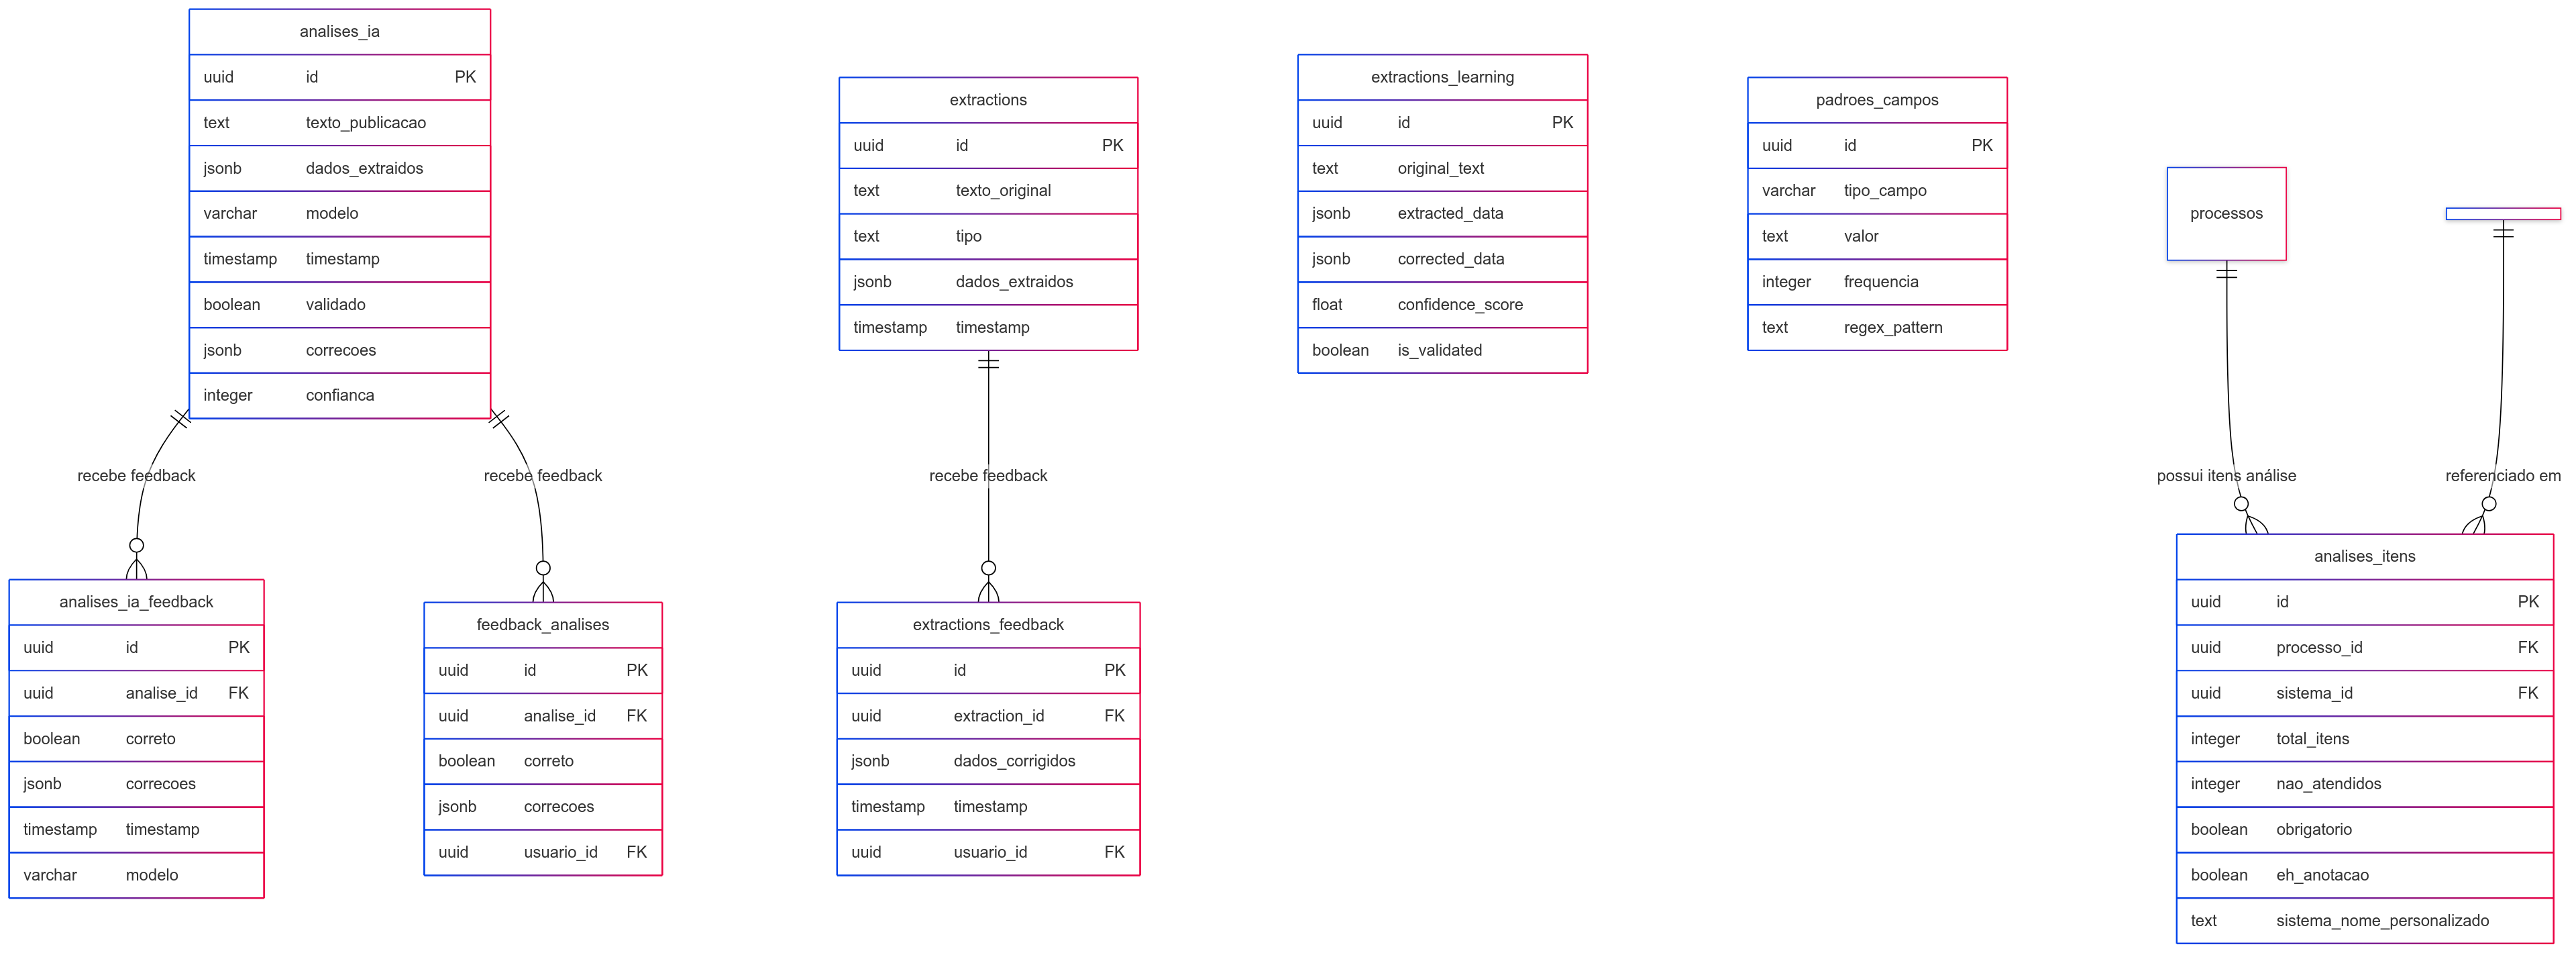 analises_ia
uuid id PK
text texto_publicacao
jsonb dados_extraidos
varchar modelo
timestamp timestamp
boolean validado
jsonb correcoes
integer confianca
extractions
uuid id PK
text texto_original
text tipo
jsonb dados_extraidos
timestamp timestamp
extractions_learning
uuid id PK
text original_text
jsonb extracted_data
jsonb corrected_data
float confidence_score
boolean is_validated
padroes_campos
uuid id PK
varchar tipo_campo
text valor
integer frequencia
text regex_pattern
processos
recebe feedback
recebe feedback
recebe feedback
possui itens análise
referenciado em
analises_ia_feedback
uuid id PK
uuid analise_id FK
boolean correto
jsonb correcoes
timestamp timestamp
varchar modelo
feedback_analises
uuid id PK
uuid analise_id FK
boolean correto
jsonb correcoes
uuid usuario_id FK
extractions_feedback
uuid id PK
uuid extraction_id FK
jsonb dados_corrigidos
timestamp timestamp
uuid usuario_id FK
analises_itens
uuid id PK
uuid processo_id FK
uuid sistema_id FK
integer total_itens
integer nao_atendidos
boolean obrigatorio
boolean eh_anotacao
text sistema_nome_personalizado